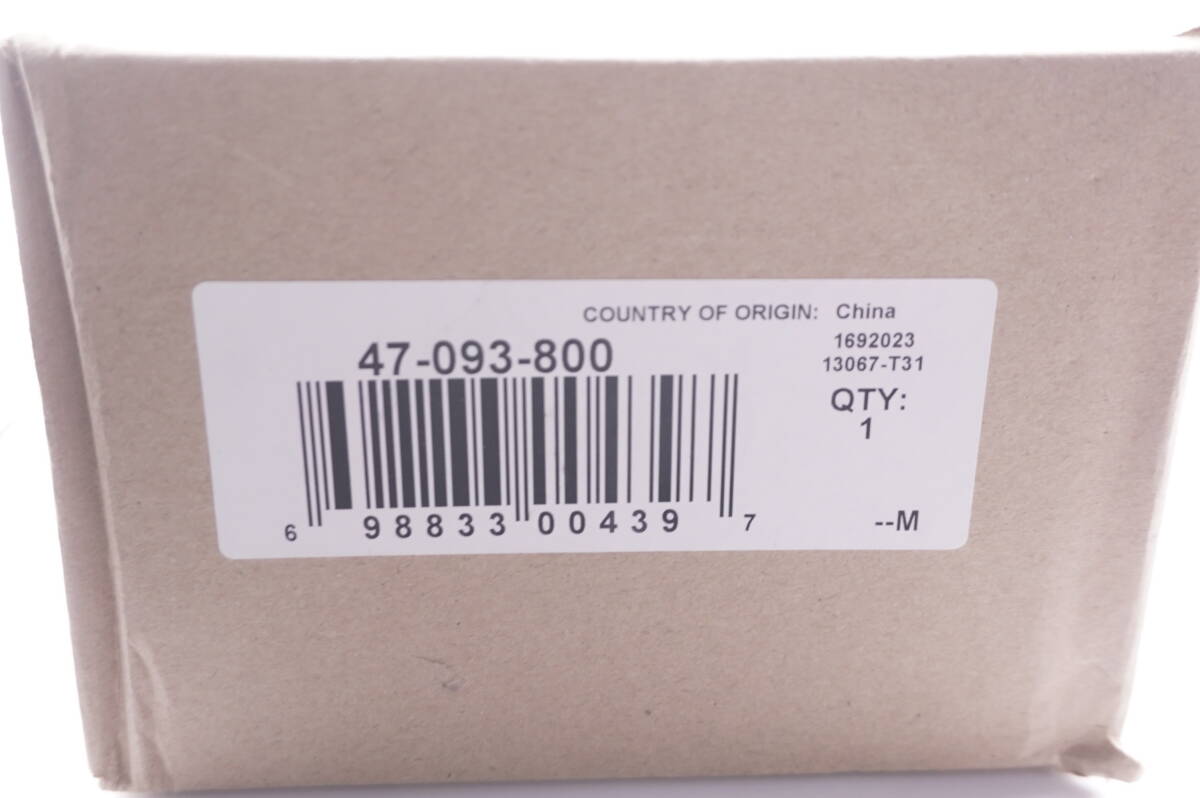 COUNTRY OF ORIGIN: China
47-093-800
1692023
13067-T31
QTY:
1
6 98833 00439 7
--M